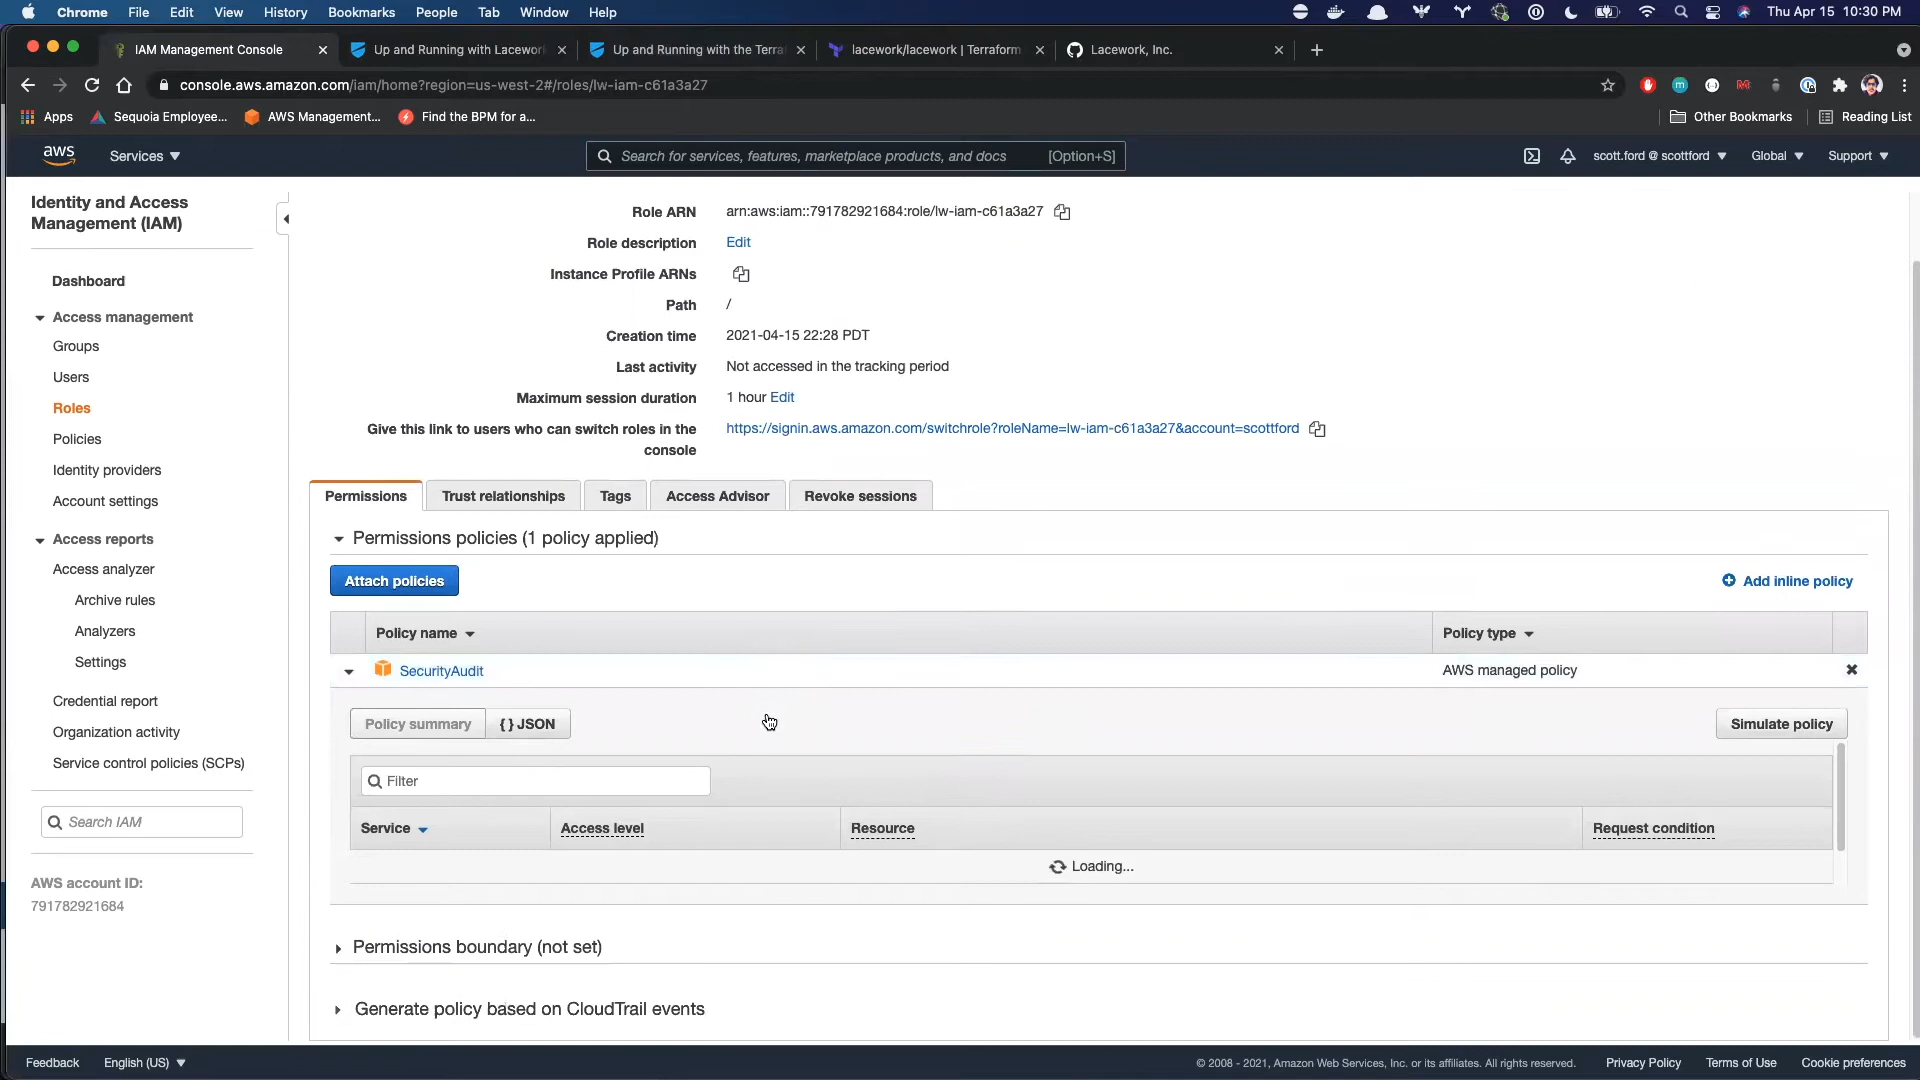 Chrome File Edit View History Bookmarks People Tab Window Help Thu Apr 15 10:30 PM
IAM Management Console Up and Running with Lacework Up and Running with the Terra lacework/lacework | Terraform Lacework, Inc.
console.aws.amazon.com/iam/home?region=us-west-2#/roles/lw-iam-c61a3a27
Apps Sequoia Employee... AWS Management... Find the BPM for a... Other Bookmarks Reading List
aws Services Search for services, features, marketplace products, and docs [Option+S] scott.ford @ scottford Global Support
Identity and Access
Management (IAM)
Dashboard
Access management
Groups
Users
Roles
Policies
Identity providers
Account settings
Access reports
Access analyzer
Archive rules
Analyzers
Settings
Credential report
Organization activity
Service control policies (SCPs)
Search IAM
AWS account ID:
791782921684
Role ARN arn:aws:iam::791782921684:role/lw-iam-c61a3a27
Role description Edit
Instance Profile ARNs
Path /
Creation time 2021-04-15 22:28 PDT
Last activity Not accessed in the tracking period
Maximum session duration 1 hour Edit
Give this link to users who can switch roles in the https://signin.aws.amazon.com/switchrole?roleName=lw-iam-c61a3a27&account=scottford
console
Permissions Trust relationships Tags Access Advisor Revoke sessions
Permissions policies (1 policy applied)
Attach policies Add inline policy
Policy name Policy type
SecurityAudit AWS managed policy
Policy summary { } JSON Simulate policy
Filter
Service Access level Resource Request condition
Loading...
Permissions boundary (not set)
Generate policy based on CloudTrail events
Feedback English (US) © 2008 - 2021, Amazon Web Services, Inc. or its affiliates. All rights reserved. Privacy Policy Terms of Use Cookie preferences